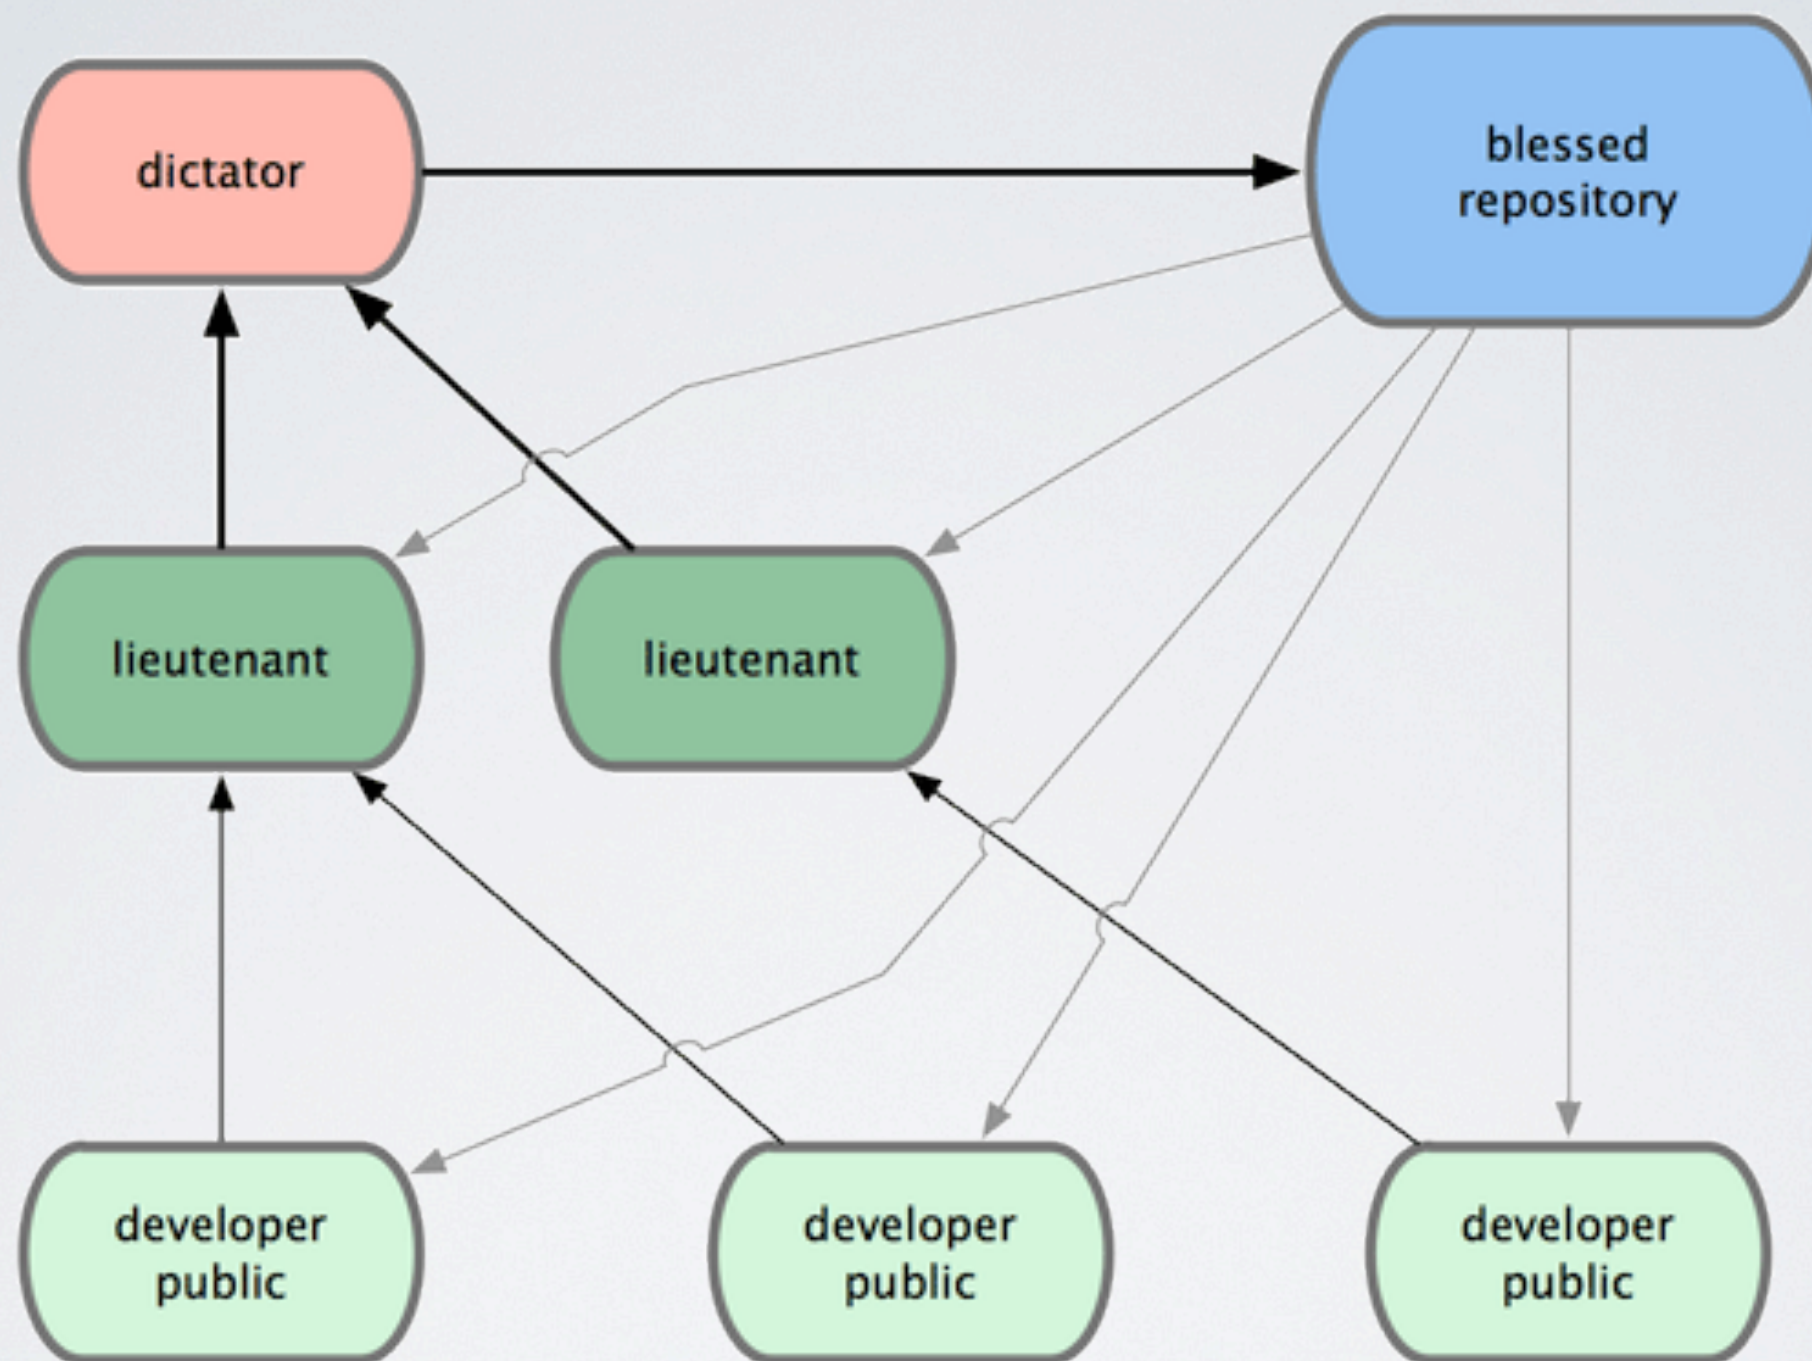 dictator
blessed
repository
lieutenant
lieutenant
developer
public
developer
public
developer
public